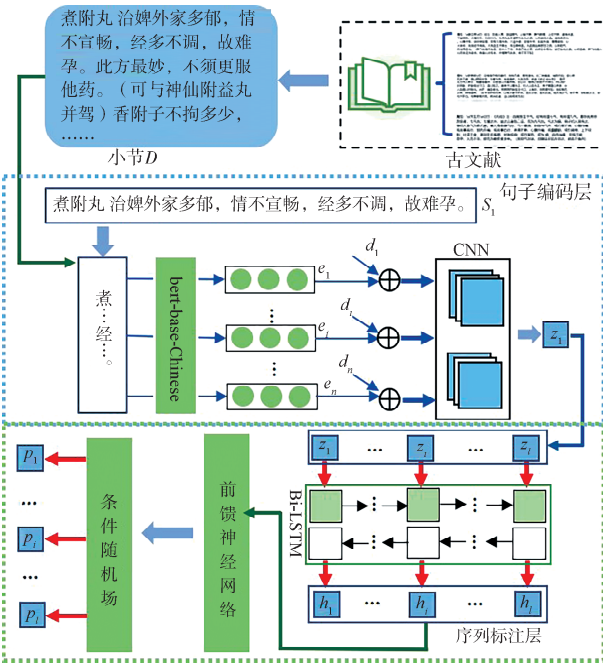 煮附丸 治婢外家多郁，情
不宣畅，经多不调，故难
孕。此方最妙，不须更服
他药。（可与神仙附益丸
并驾）香附子不拘多少，
……
小节D
古文献
句子编码层
煮附丸 治婢外家多郁，情不宣畅，经多不调，故难孕。
S₁
煮…经…。
bert-base-Chinese
e₁
⋮
eᵢ
⋮
eₙ
d₁
dᵢ
dₙ
CNN
z₁
z₁ … zᵢ … zₗ
Bi-LSTM
h₁ … hᵢ … hₗ
序列标注层
前馈神经网络
条件随机场
p₁
…
pᵢ
…
pₗ